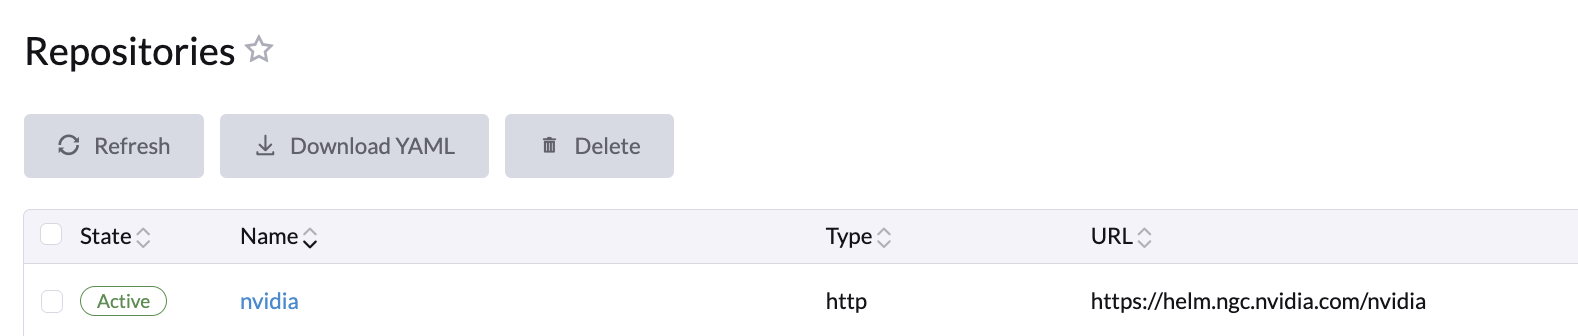 Repositories
Refresh Download YAML Delete
State Name Type URL
Active nvidia http https://helm.ngc.nvidia.com/nvidia